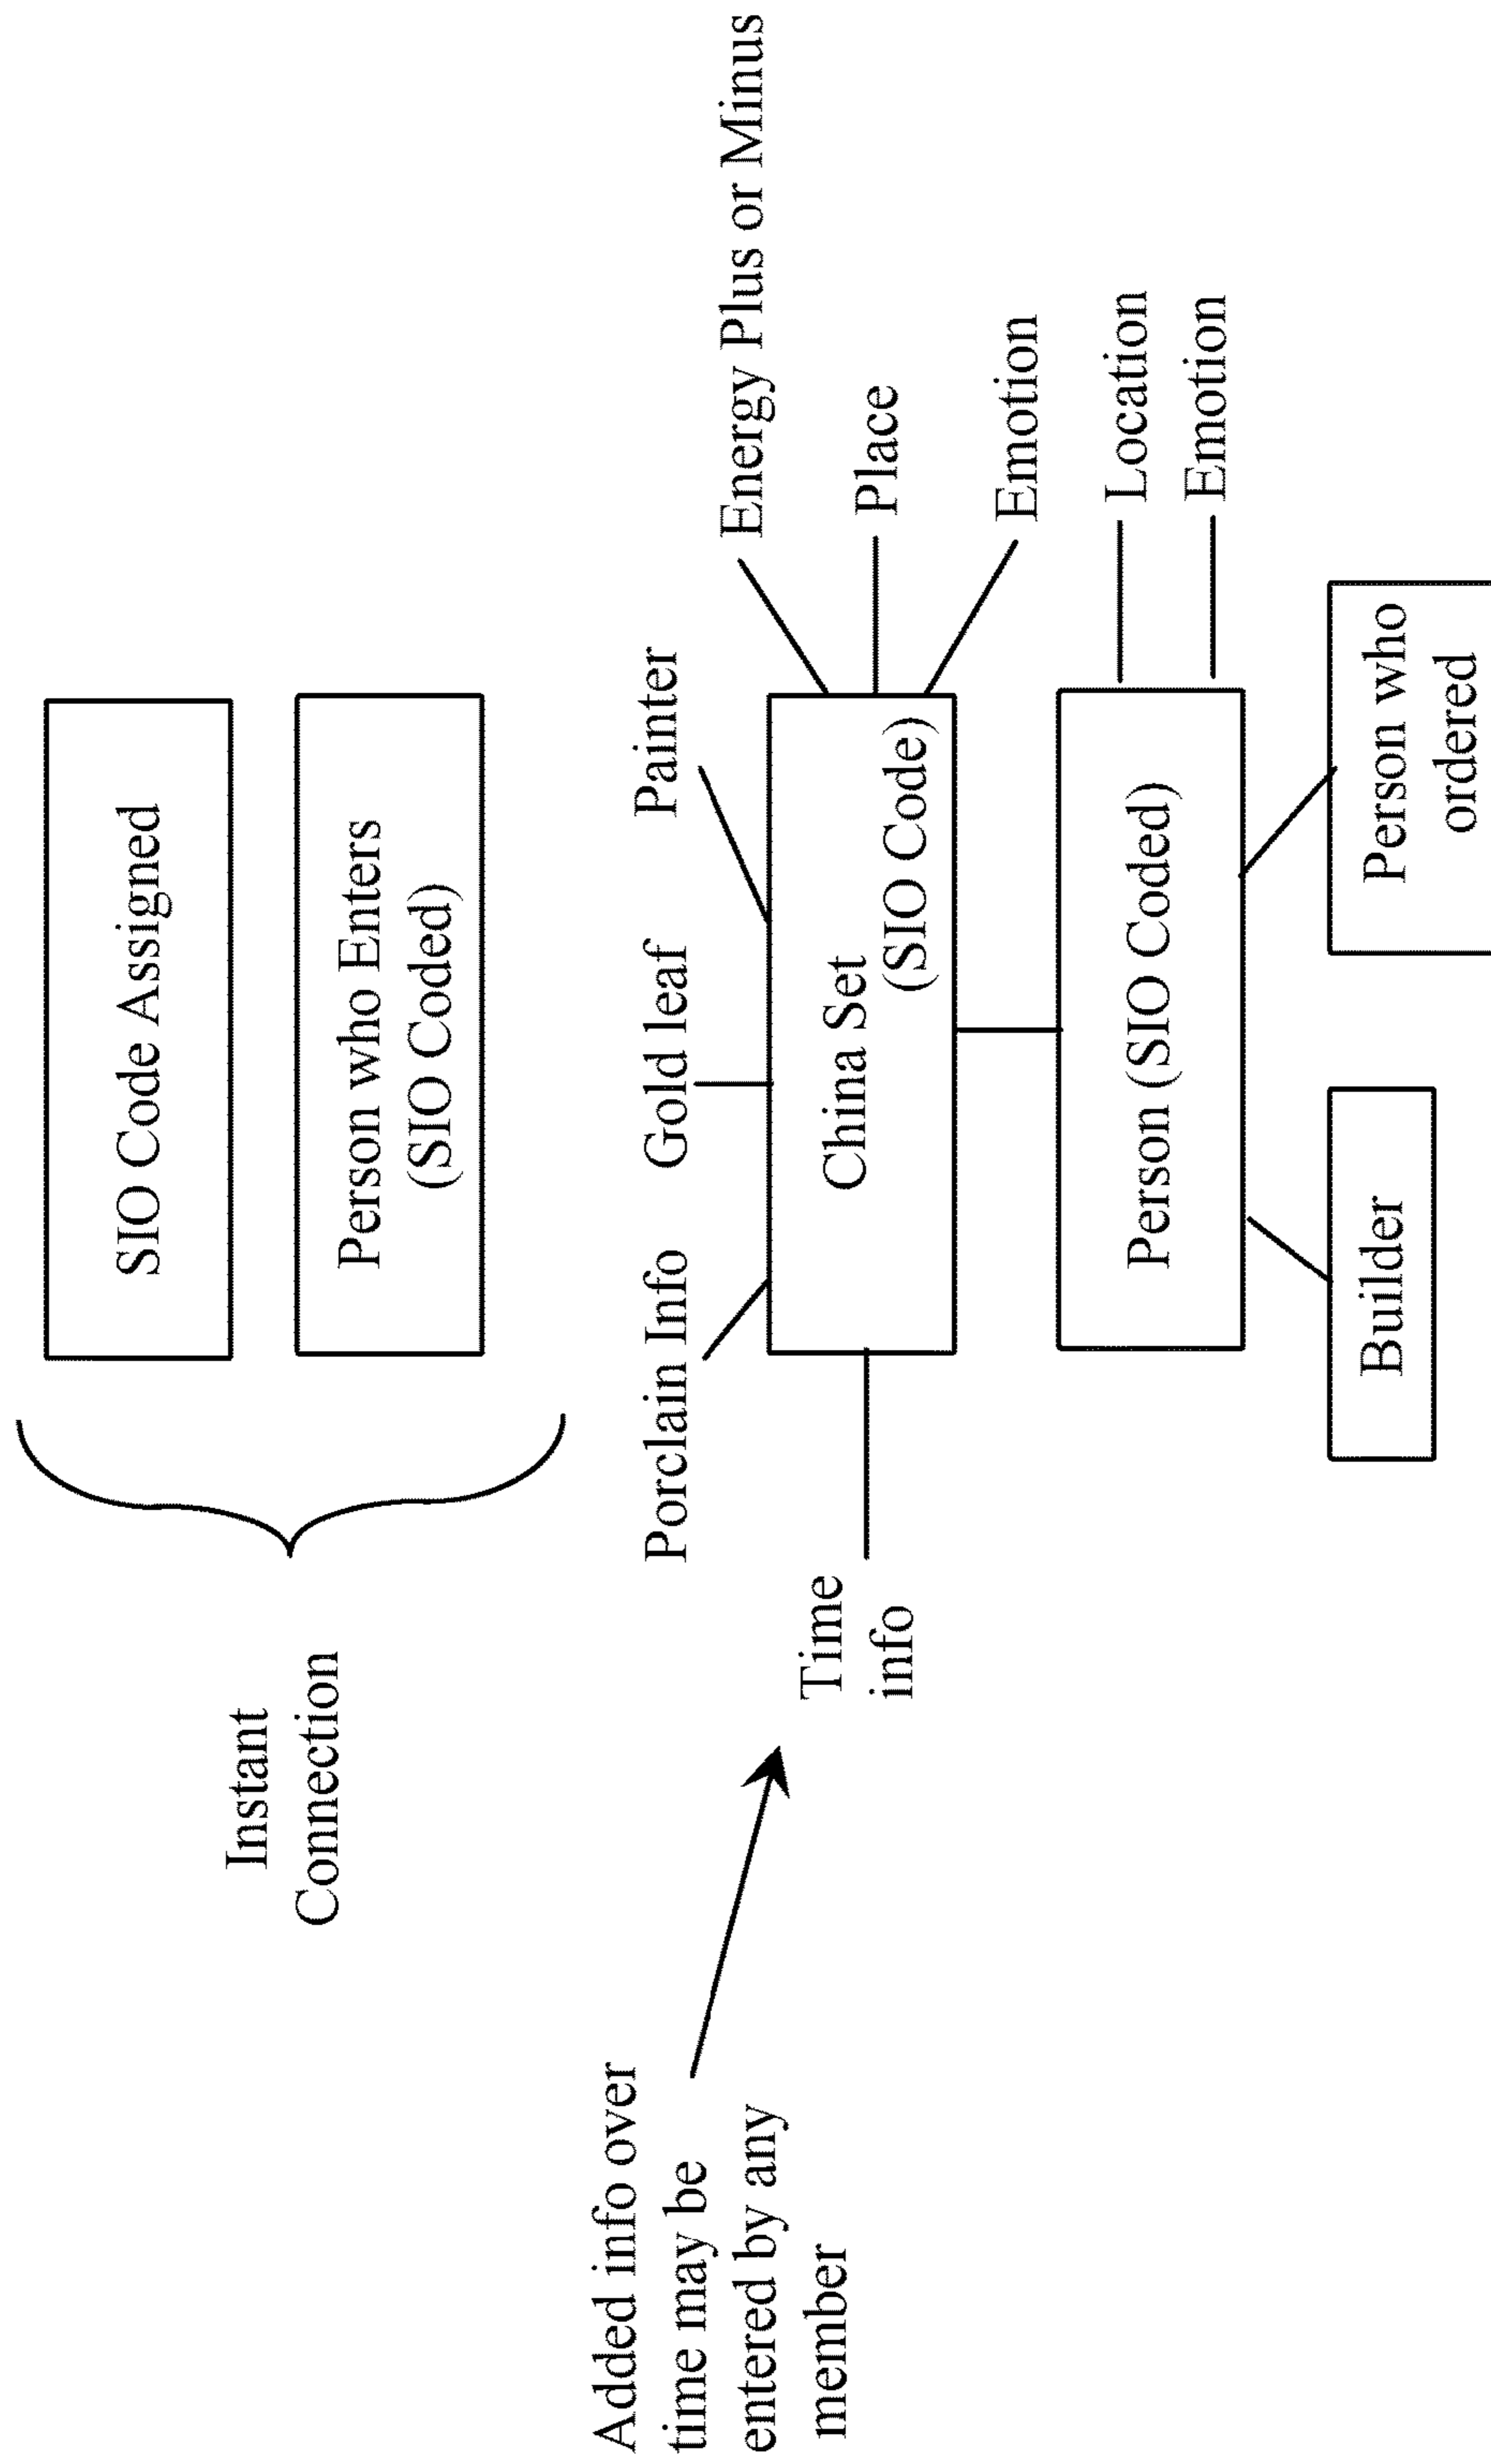 Instant
Connection
SIO Code Assigned
Person who Enters
(SIO Coded)
Added info over
time may be
entered by any
member
Time
info
Porclain Info
Gold leaf
Painter
China Set
(SIO Code)
Energy Plus or Minus
Place
Emotion
Person (SIO Coded)
Location
Emotion
Builder
Person who
ordered